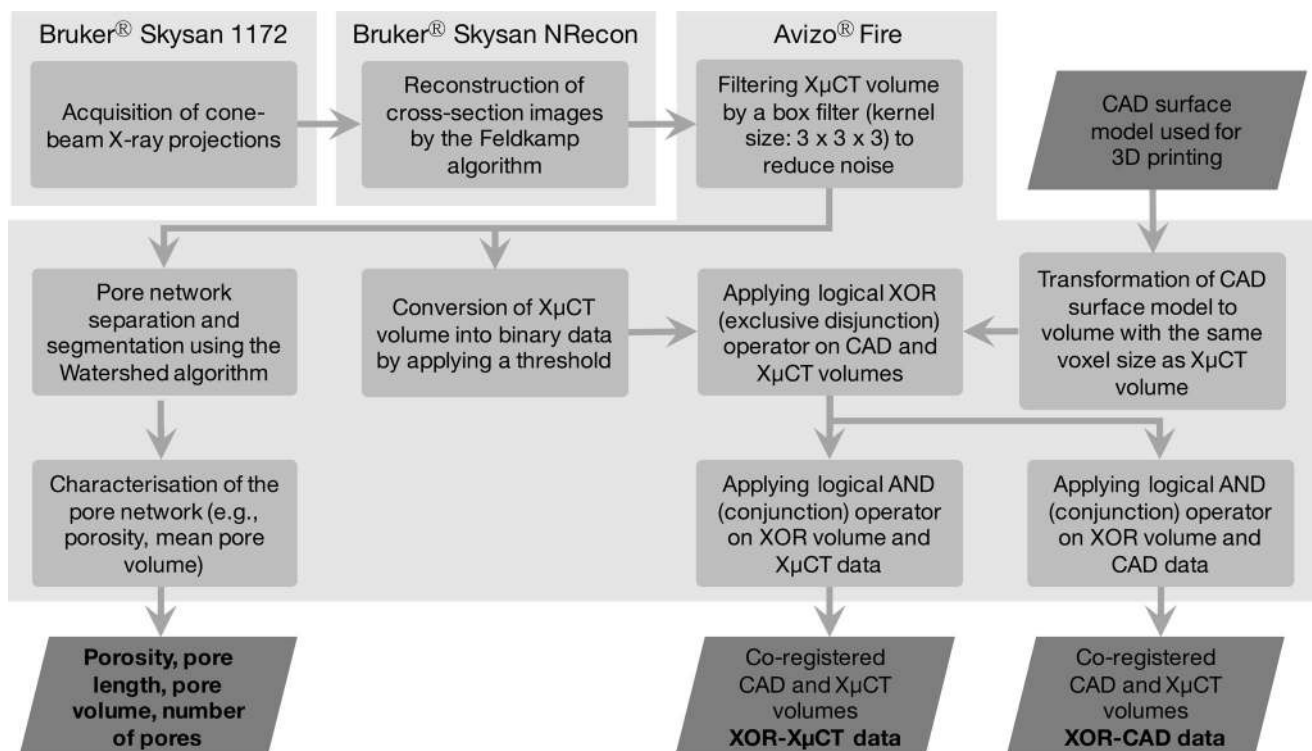 Bruker® Skysan 1172
Acquisition of cone-
beam X-ray projections
Bruker® Skysan NRecon
Reconstruction of
cross-section images
by the Feldkamp
algorithm
Avizo® Fire
Filtering XµCT volume
by a box filter (kernel
size: 3 x 3 x 3) to
reduce noise
CAD surface
model used for
3D printing
Pore network
separation and
segmentation using the
Watershed algorithm
Conversion of XµCT
volume into binary data
by applying a threshold
Applying logical XOR
(exclusive disjunction)
operator on CAD and
XµCT volumes
Transformation of CAD
surface model to
volume with the same
voxel size as XµCT
volume
Characterisation of the
pore network (e.g.,
porosity, mean pore
volume)
Applying logical AND
(conjunction) operator
on XOR volume and
XµCT data
Applying logical AND
(conjunction) operator
on XOR volume and
CAD data
Porosity, pore
length, pore
volume, number
of pores
Co-registered
CAD and XµCT
volumes
XOR-XµCT data
Co-registered
CAD and XµCT
volumes
XOR-CAD data